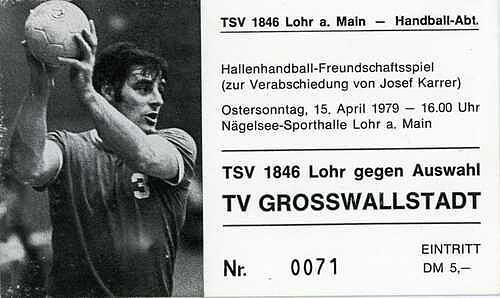 TSV 1846 Lohr a. Main — Handball-Abt.
Hallenhandball-Freundschaftsspiel
(zur Verabschiedung von Josef Karrer)
Ostersonntag, 15. April 1979 — 16.00 Uhr
Nägelsee-Sporthalle Lohr a. Main
TSV 1846 Lohr gegen Auswahl
TV GROSSWALLSTADT
EINTRITT
Nr. 0071 DM 5,—
3